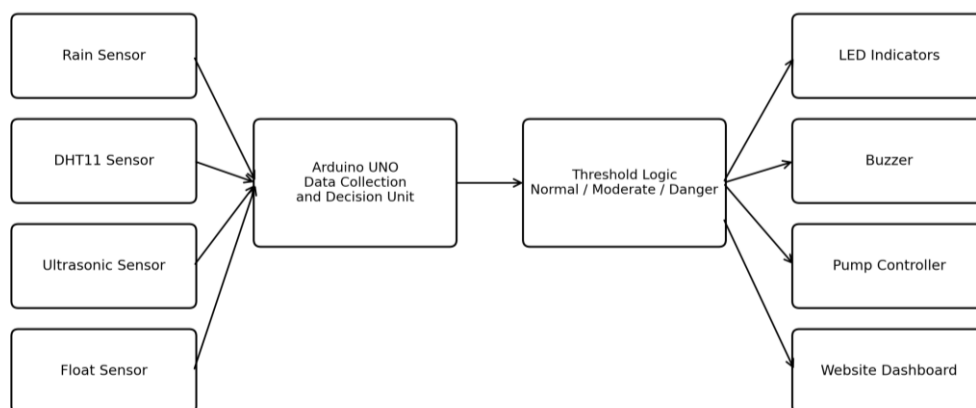 Rain Sensor
DHT11 Sensor
Ultrasonic Sensor
Float Sensor
Arduino UNO
Data Collection
and Decision Unit
Threshold Logic
Normal / Moderate / Danger
LED Indicators
Buzzer
Pump Controller
Website Dashboard